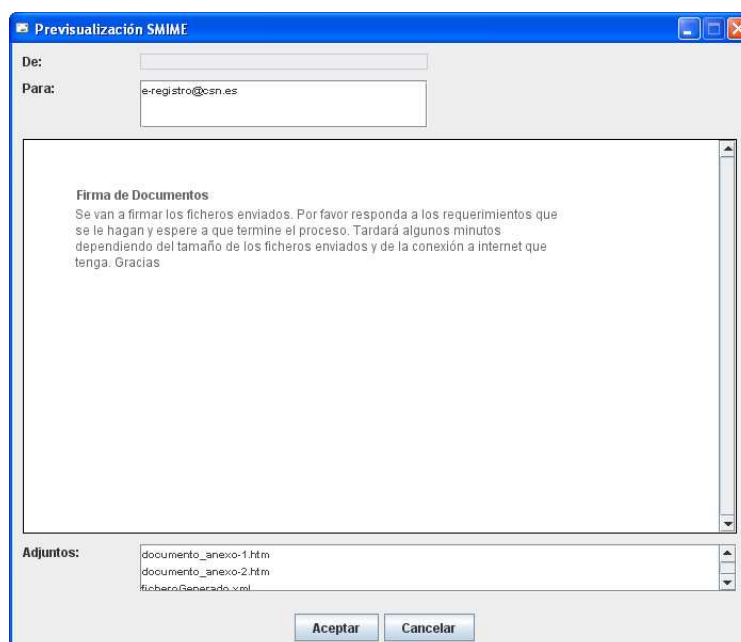 Previsualización SMIME
De:
Para:
e-registro@csn.es
Firma de Documentos
Se van a firmar los ficheros enviados. Por favor responda a los requerimientos que
se le hagan y espere a que termine el proceso. Tardará algunos minutos
dependiendo del tamaño de los ficheros enviados y de la conexión a internet que
tenga. Gracias
Adjuntos:
documento_anexo-1.htm
documento_anexo-2.htm
ficheroGenerado.xml
Aceptar
Cancelar